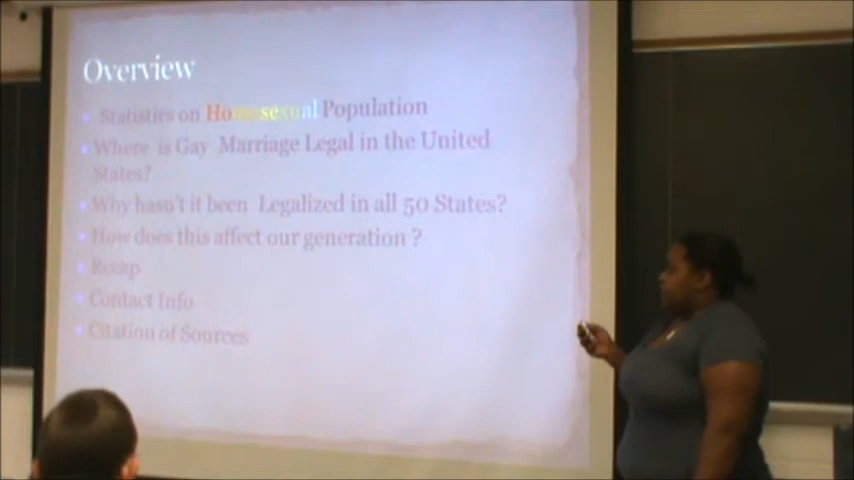 Overview
Statistics on Homosexual Population
Where is Gay Marriage Legal in the United
States?
Why hasn't it been Legalized in all 50 States?
How does this affect our generation ?
Recap
Contact Info
Citation of Sources